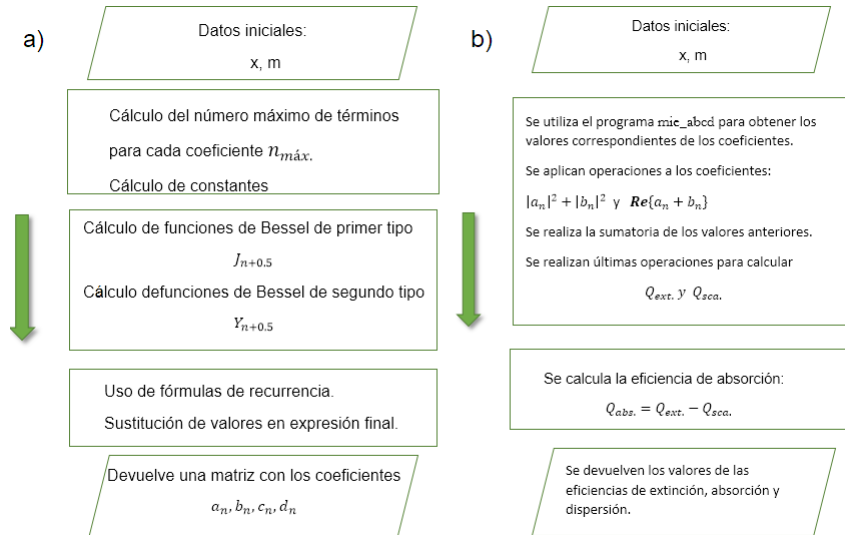 a)
Datos iniciales:
x, m
Cálculo del número máximo de términos
para cada coeficiente n_{máx.}
Cálculo de constantes
Cálculo de funciones de Bessel de primer tipo
J_{n+0.5}
Cálculo defunciones de Bessel de segundo tipo
Y_{n+0.5}
Uso de fórmulas de recurrencia.
Sustitución de valores en expresión final.
Devuelve una matriz con los coeficientes
a_n, b_n, c_n, d_n
b)
Datos iniciales:
x, m
Se utiliza el programa mie_abcd para obtener los
valores correspondientes de los coeficientes.
Se aplican operaciones a los coeficientes:
|a_n|^2 + |b_n|^2 y Re{a_n + b_n}
Se realiza la sumatoria de los valores anteriores.
Se realizan últimas operaciones para calcular
Q_{ext.} y Q_{sca.}
Se calcula la eficiencia de absorción:
Q_{abs.} = Q_{ext.} − Q_{sca.}
Se devuelven los valores de las
eficiencias de extinción, absorción y
dispersión.